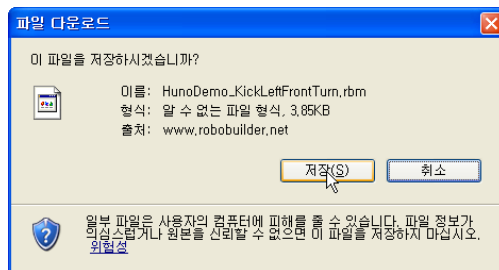 파일 다운로드
이 파일을 저장하시겠습니까?
이름: HunoDemo_KickLeftFrontTurn.rbm
형식: 알 수 없는 파일 형식, 3,85KB
출처: www.robobuilder.net
저장(S) 취소
일부 파일은 사용자의 컴퓨터에 피해를 줄 수 있습니다. 파일 정보가
의심스럽거나 원본을 신뢰할 수 없으면 이 파일을 저장하지 마십시오.
위험성